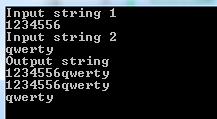 Input string 1
1234556
Input string 2
qwerty
Output string
1234556qwerty
1234556qwerty
qwerty